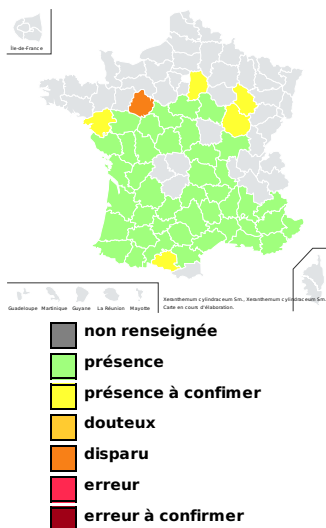 Île-de-France
Guadeloupe Martinique Guyane La Réunion Mayotte
Xeranthemum cylindraceum Sm., Xeranthemum cylindraceum Sm.
Carte en cours d'élaboration.
non renseignée
présence
présence à confimer
douteux
disparu
erreur
erreur à confirmer